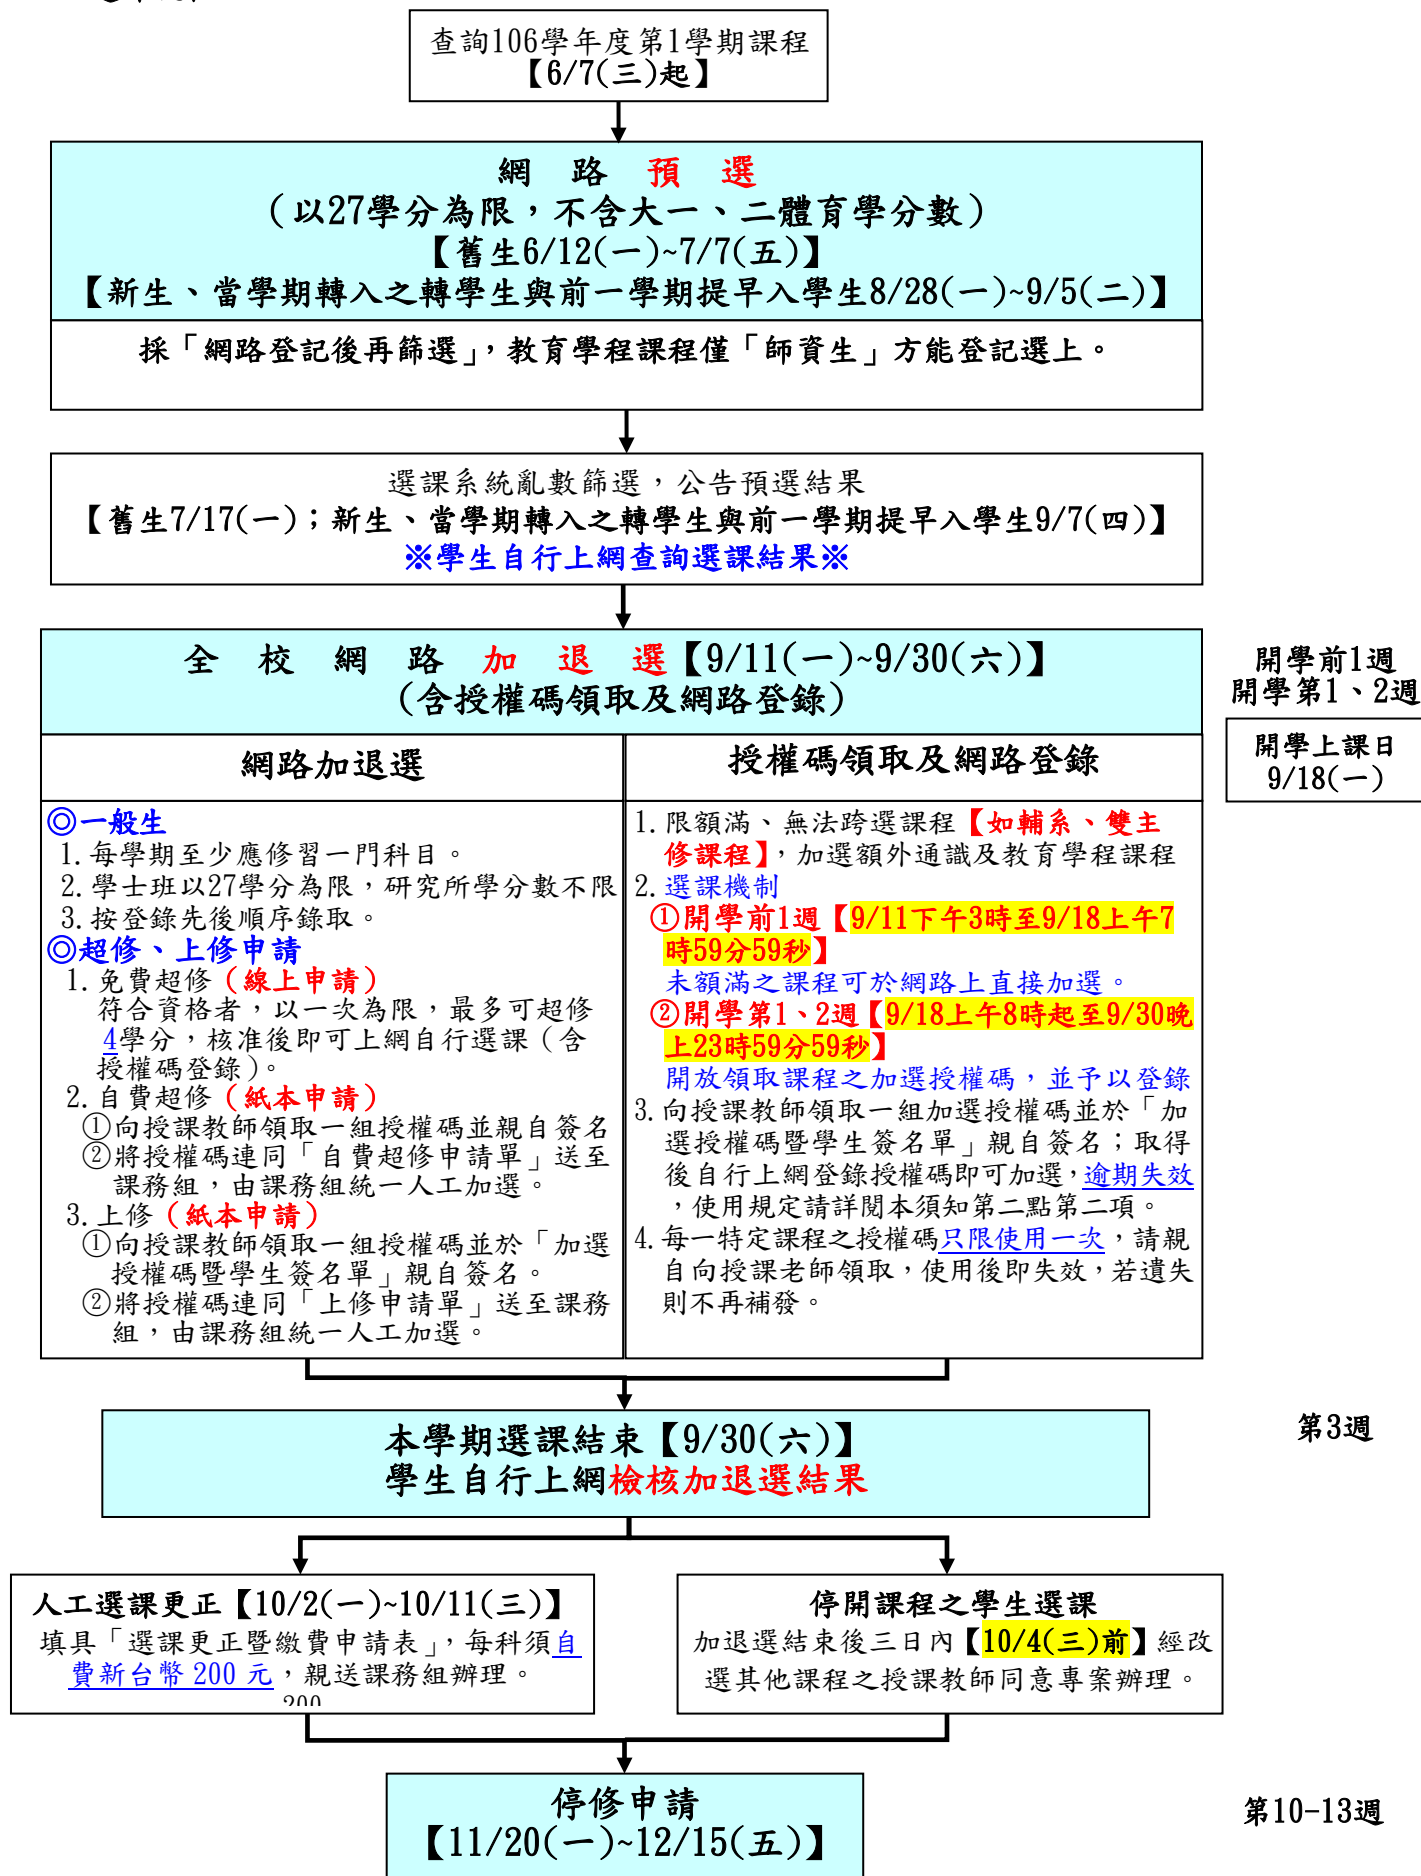 查詢106學年度第1學期課程
【6/7(三)起】
網 路 預 選
(以27學分為限，不含大一、二體育學分數)
【舊生6/12(一)~7/7(五)】
【新生、當學期轉入之轉學生與前一學期提早入學生8/28(一)~9/5(二)】
採「網路登記後再篩選」，教育學程課程僅「師資生」方能登記選上。
選課系統亂數篩選，公告預選結果
【舊生7/17(一)；新生、當學期轉入之轉學生與前一學期提早入學生9/7(四)】
※學生自行上網查詢選課結果※
全 校 網 路 加 退 選【9/11(一)~9/30(六)】
(含授權碼領取及網路登錄)
開學前1週
開學第1、2週
開學上課日
9/18(一)
網路加退選
◎一般生
1.每學期至少應修習一門科目。
2.學士班以27學分為限，研究所學分數不限
3.按登錄先後順序錄取。
◎超修、上修申請
1.免費超修(線上申請)
符合資格者，以一次為限，最多可超修
4學分，核准後即可上網自行選課(含
授權碼登錄)。
2.自費超修(紙本申請)
①向授課教師領取一組授權碼並親自簽名
②將授權碼連同「自費超修申請單」送至
課務組，由課務組統一人工加選。
3.上修(紙本申請)
①向授課教師領取一組授權碼並於「加選
授權碼暨學生簽名單」親自簽名。
②將授權碼連同「上修申請單」送至課務
組，由課務組統一人工加選。
授權碼領取及網路登錄
1.限額滿、無法跨選課程【如輔系、雙主
修課程】，加選額外通識及教育學程課程
2.選課機制
①開學前1週【9/11下午3時至9/18上午7
時59分59秒】
未額滿之課程可於網路上直接加選。
②開學第1、2週【9/18上午8時起至9/30晚
上23時59分59秒】
開放領取課程之加選授權碼，並予以登錄
3.向授課教師領取一組加選授權碼並於「加
選授權碼暨學生簽名單」親自簽名；取得
後自行上網登錄授權碼即可加選，逾期失效
，使用規定請詳閱本須知第二點第二項。
4.每一特定課程之授權碼只限使用一次，請親
自向授課老師領取，使用後即失效，若遺失
則不再補發。
本學期選課結束【9/30(六)】
學生自行上網檢核加退選結果
第3週
人工選課更正【10/2(一)~10/11(三)】
填具「選課更正暨繳費申請表」，每科須自
費新台幣 200 元，親送課務組辦理。
200
停開課程之學生選課
加退選結束後三日內【10/4(三)前】經改
選其他課程之授課教師同意專案辦理。
停修申請
【11/20(一)~12/15(五)】
第10-13週